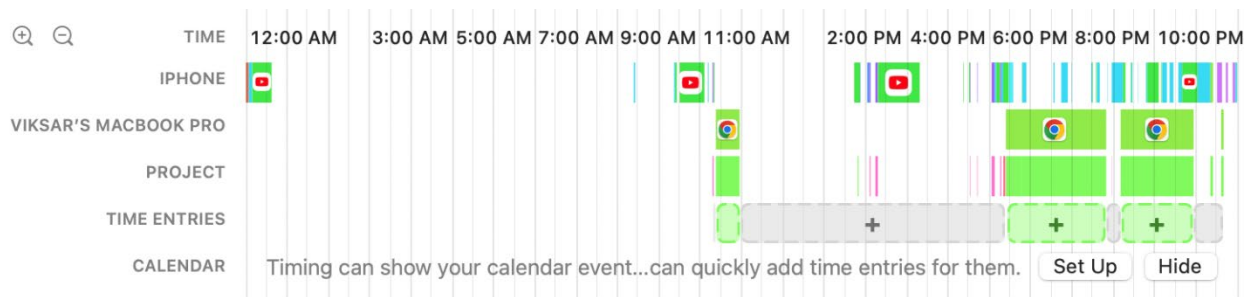 TIME 12:00 AM 3:00 AM 5:00 AM 7:00 AM 9:00 AM 11:00 AM 2:00 PM 4:00 PM 6:00 PM 8:00 PM 10:00 PM
IPHONE
VIKSAR'S MACBOOK PRO
PROJECT
TIME ENTRIES + + +
CALENDAR Timing can show your calendar event...can quickly add time entries for them. Set Up Hide